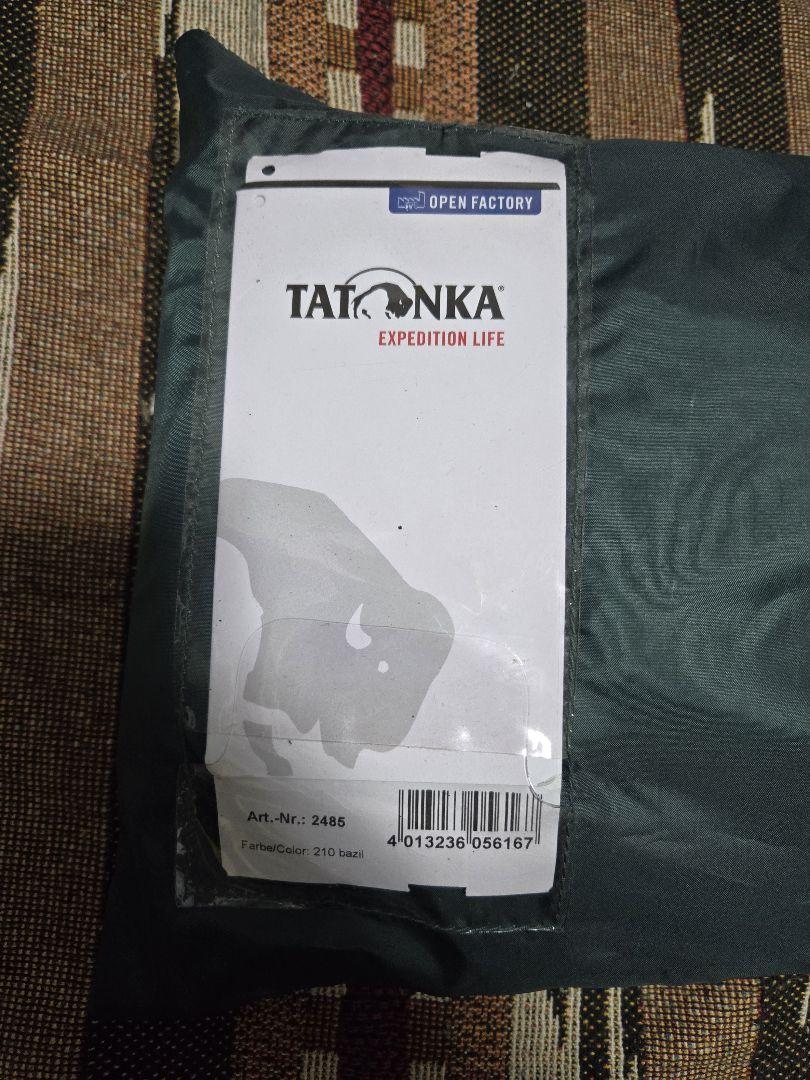 OPEN FACTORY
TATONKA®
EXPEDITION LIFE
Art.-Nr.: 2485
Farbe/Color: 210 bazil
4 013236 056167